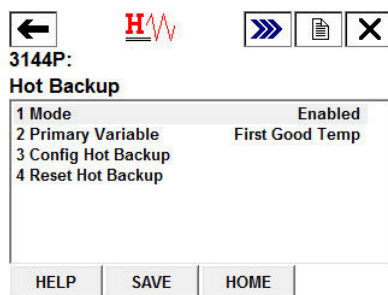 H
3144P:
Hot Backup
1 Mode Enabled
2 Primary Variable First Good Temp
3 Config Hot Backup
4 Reset Hot Backup
HELP SAVE HOME